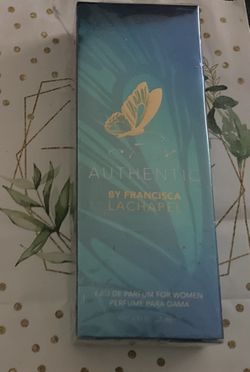 AUTHENTIC
BY FRANCISCA
LACHAPEL
EAU DE PARFUM FOR WOMEN
PERFUME PARA DAMA